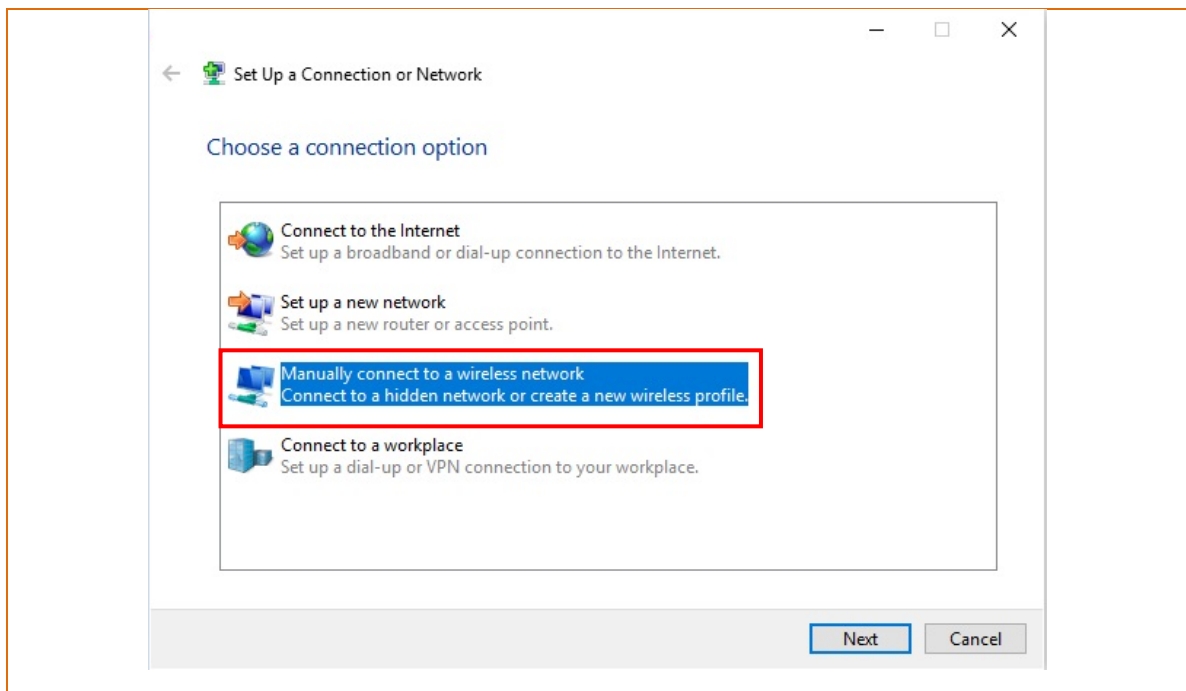 Set Up a Connection or Network
Choose a connection option
Connect to the Internet
Set up a broadband or dial-up connection to the Internet.
Set up a new network
Set up a new router or access point.
Manually connect to a wireless network
Connect to a hidden network or create a new wireless profile.
Connect to a workplace
Set up a dial-up or VPN connection to your workplace.
Next
Cancel